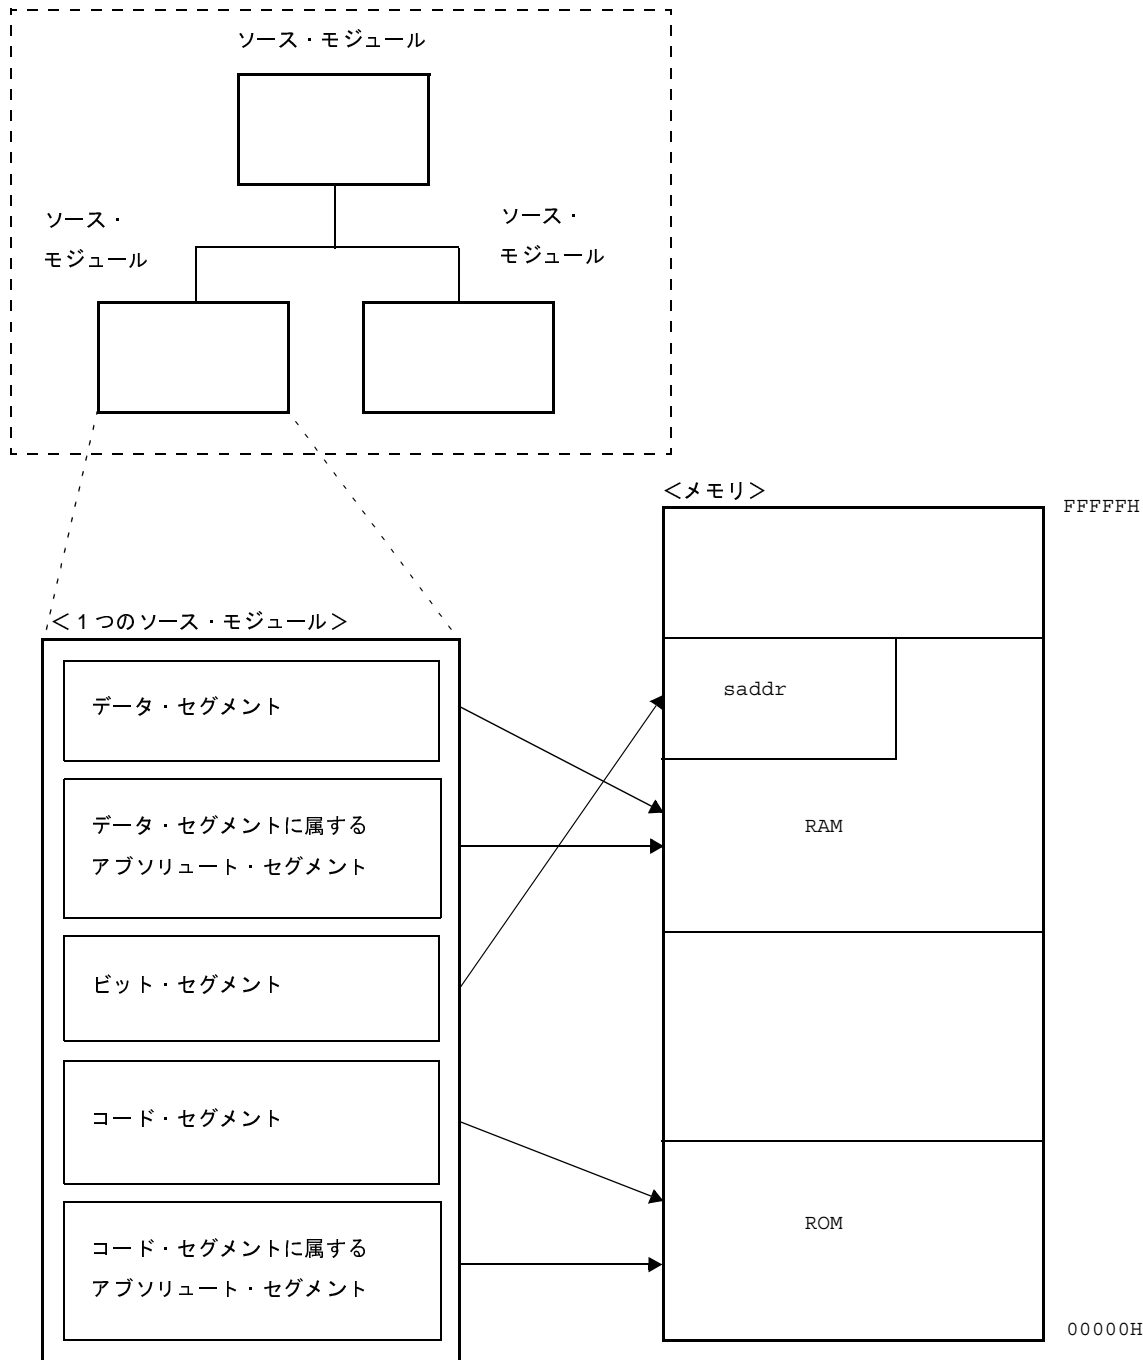 ソース・モジュール
ソース・
モジュール
ソース・
モジュール
＜メモリ＞
FFFFFH
＜１つのソース・モジュール＞
データ・セグメント
saddr
データ・セグメントに属する
アブソリュート・セグメント
RAM
ビット・セグメント
コード・セグメント
コード・セグメントに属する
アブソリュート・セグメント
ROM
00000H